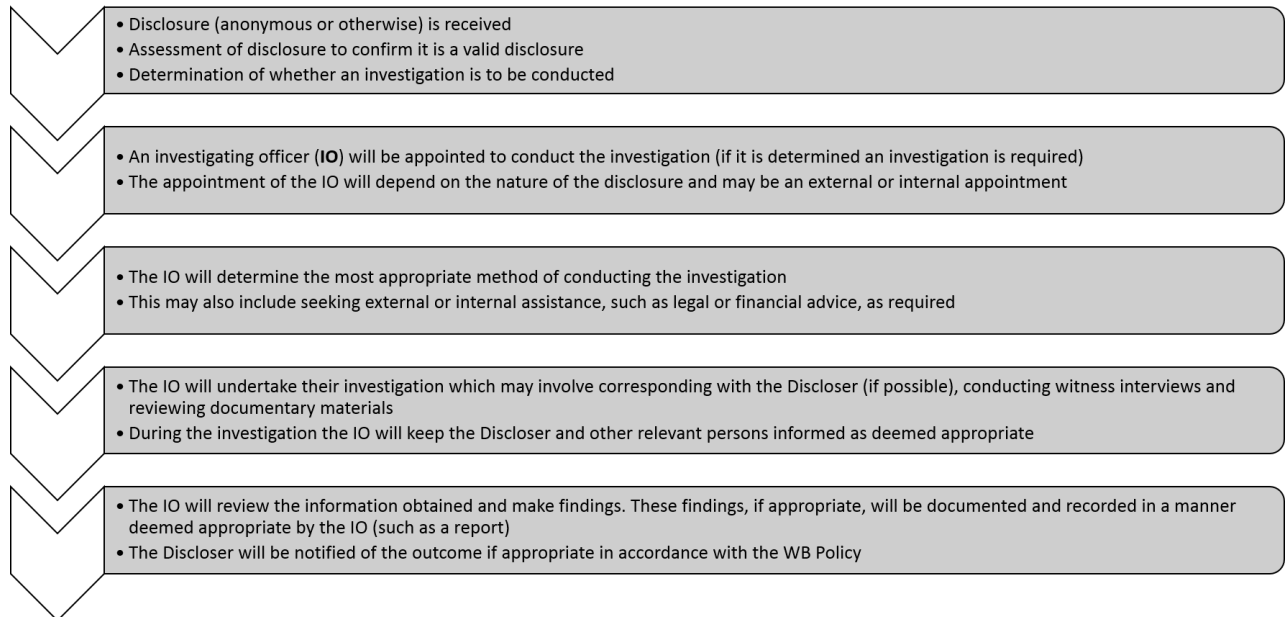 • Disclosure (anonymous or otherwise) is received
• Assessment of disclosure to confirm it is a valid disclosure
• Determination of whether an investigation is to be conducted
• An investigating officer (IO) will be appointed to conduct the investigation (if it is determined an investigation is required)
• The appointment of the IO will depend on the nature of the disclosure and may be an external or internal appointment
• The IO will determine the most appropriate method of conducting the investigation
• This may also include seeking external or internal assistance, such as legal or financial advice, as required
• The IO will undertake their investigation which may involve corresponding with the Discloser (if possible), conducting witness interviews and
reviewing documentary materials
• During the investigation the IO will keep the Discloser and other relevant persons informed as deemed appropriate
• The IO will review the information obtained and make findings. These findings, if appropriate, will be documented and recorded in a manner
deemed appropriate by the IO (such as a report)
• The Discloser will be notified of the outcome if appropriate in accordance with the WB Policy